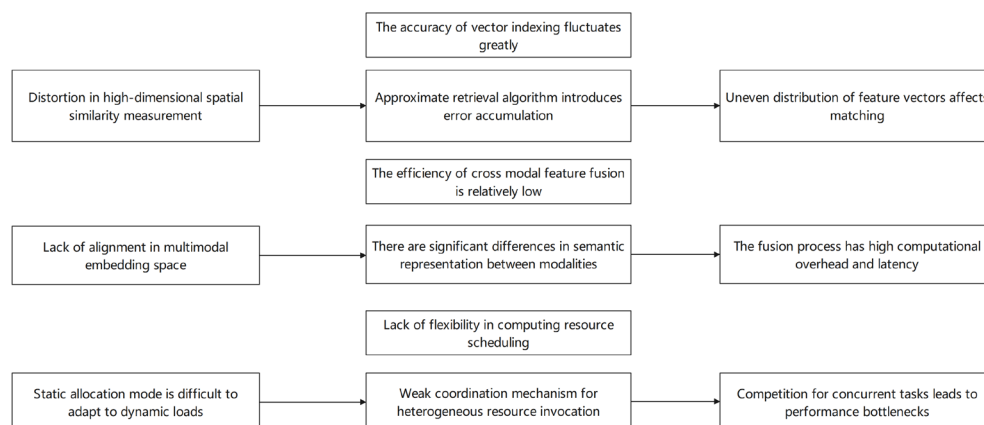 The accuracy of vector indexing fluctuates
greatly
Distortion in high-dimensional spatial
similarity measurement
Approximate retrieval algorithm introduces
error accumulation
Uneven distribution of feature vectors affects
matching
The efficiency of cross modal feature fusion
is relatively low
Lack of alignment in multimodal
embedding space
There are significant differences in semantic
representation between modalities
The fusion process has high computational
overhead and latency
Lack of flexibility in computing resource
scheduling
Static allocation mode is difficult to
adapt to dynamic loads
Weak coordination mechanism for
heterogeneous resource invocation
Competition for concurrent tasks leads to
performance bottlenecks